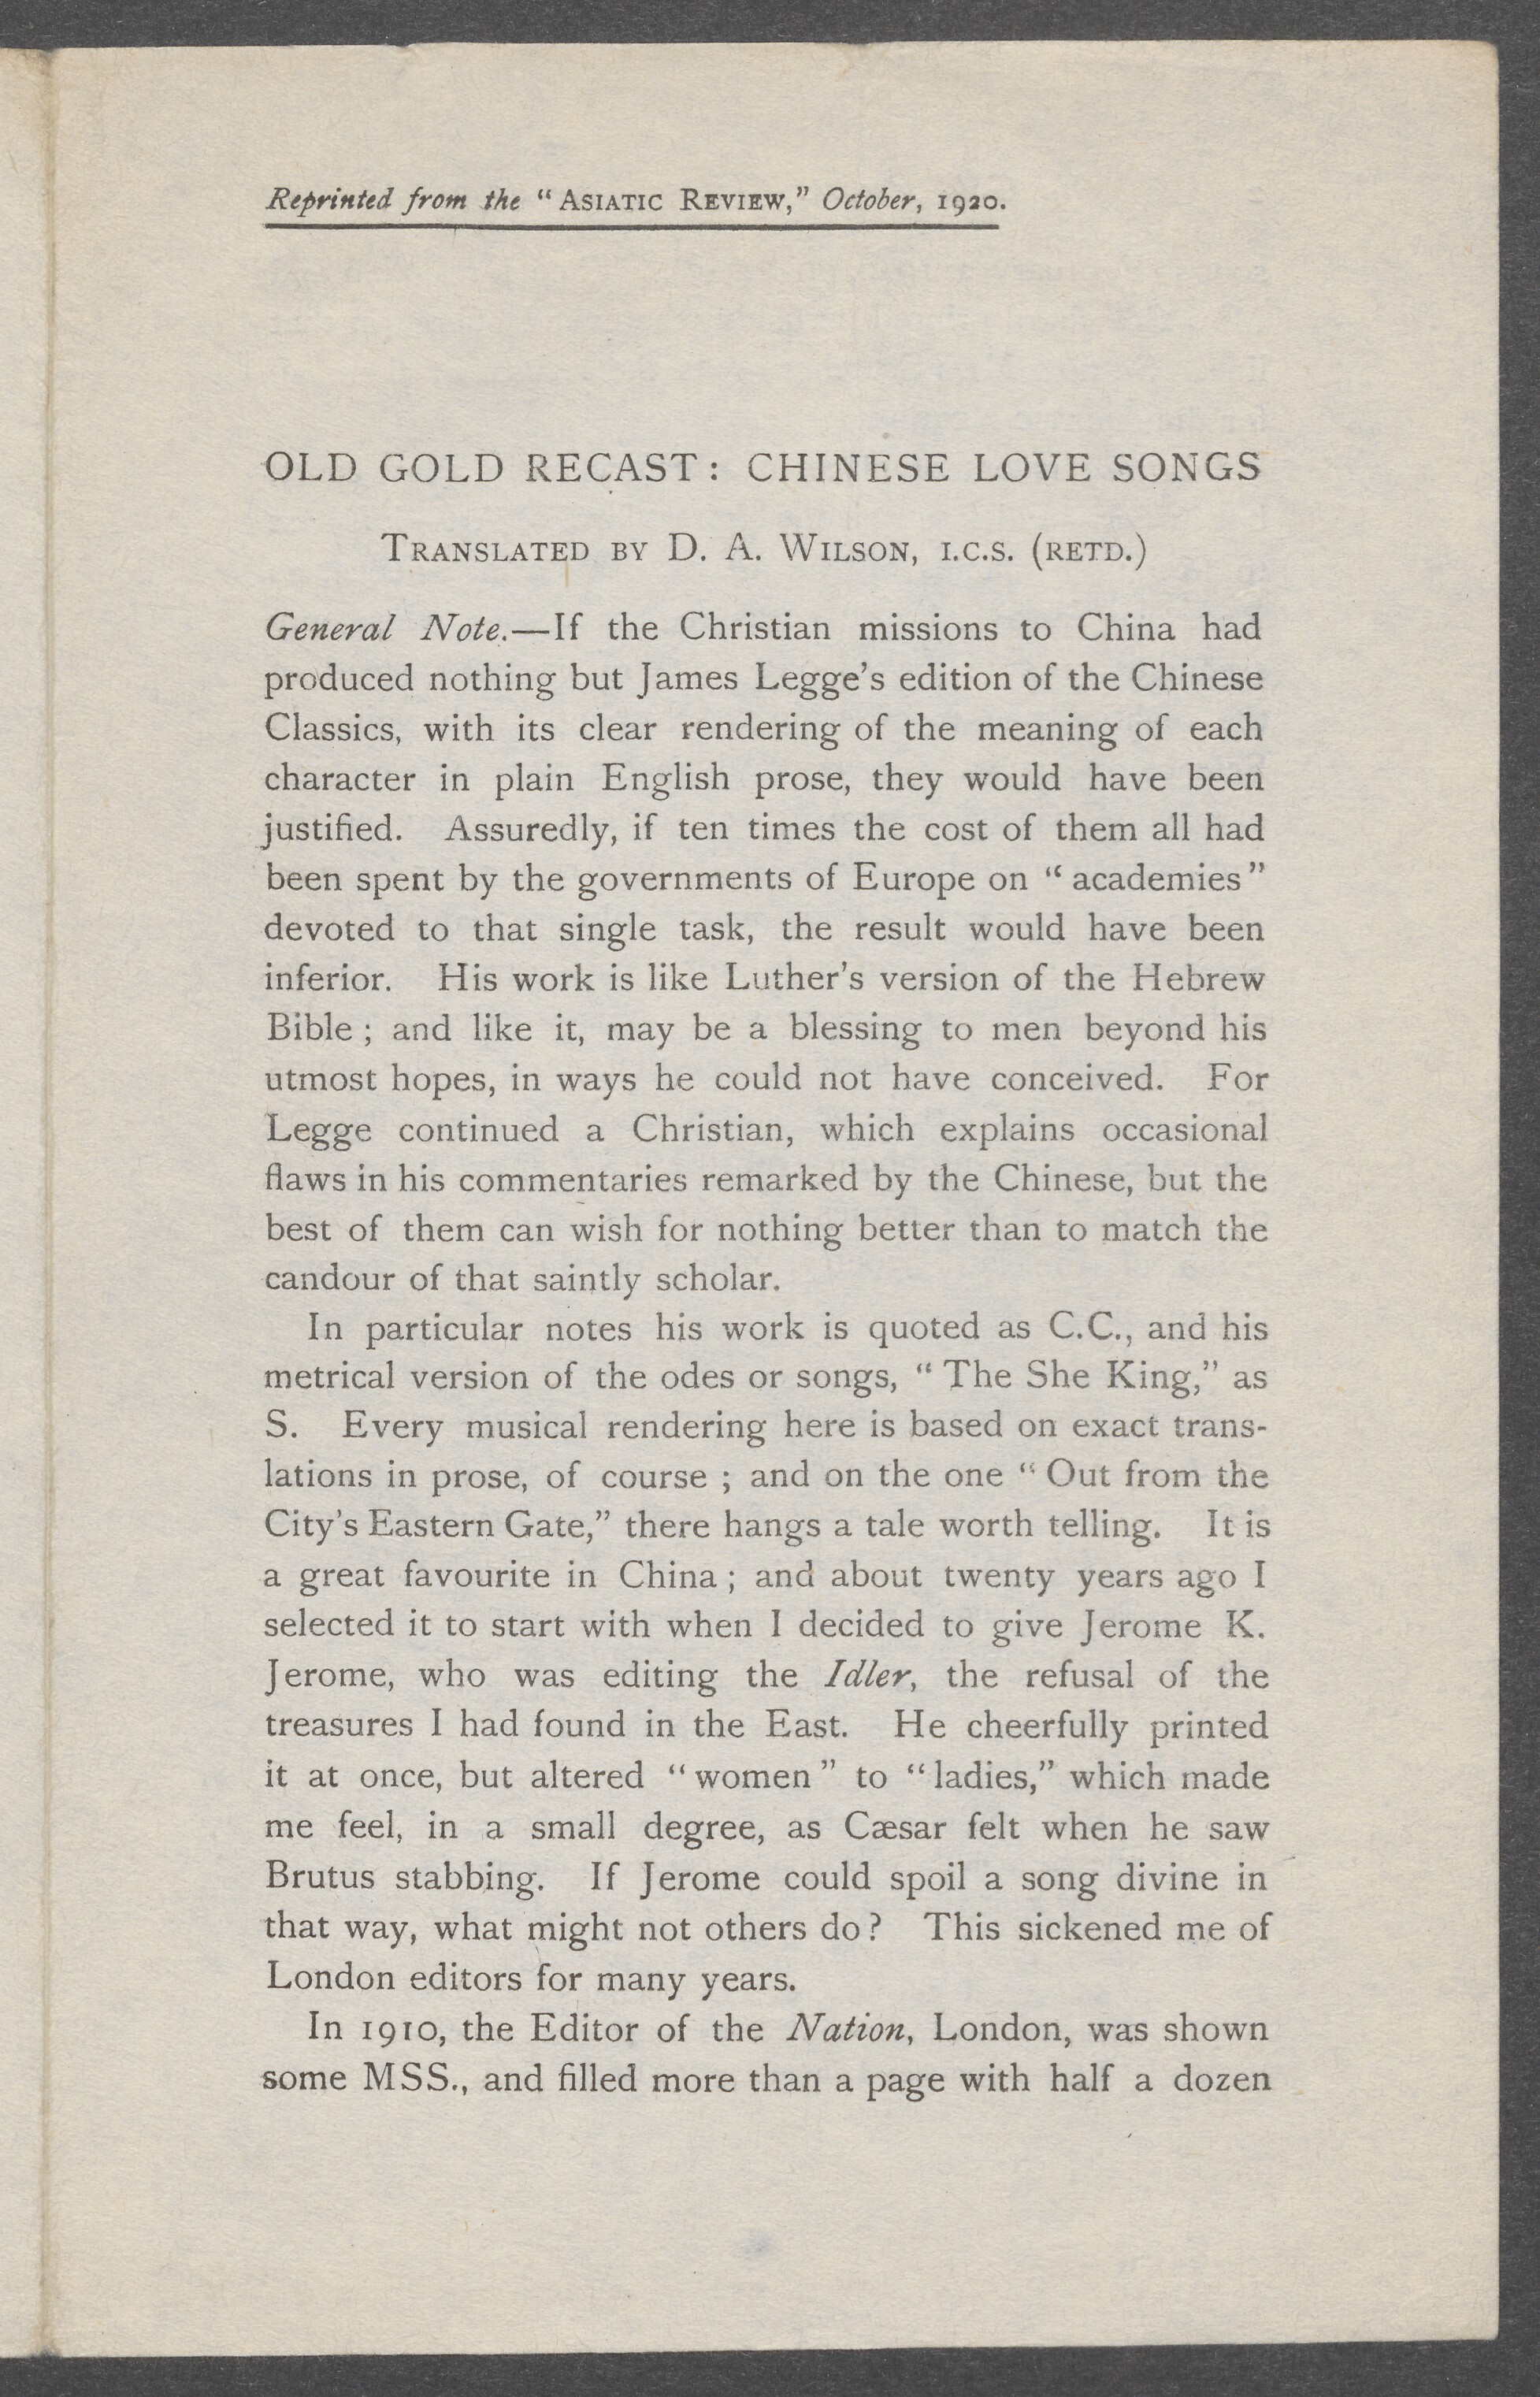 Reprinted from the “ASIATIC REVIEW,” October, 1920.
OLD GOLD RECAST: CHINESE LOVE SONGS
TRANSLATED BY D. A. WILSON, I.C.S. (RETD.)
General Note.—If the Christian missions to China had
produced nothing but James Legge’s edition of the Chinese
Classics, with its clear rendering of the meaning of each
character in plain English prose, they would have been
justified. Assuredly, if ten times the cost of them all had
been spent by the governments of Europe on “academies”
devoted to that single task, the result would have been
inferior. His work is like Luther’s version of the Hebrew
Bible; and like it, may be a blessing to men beyond his
utmost hopes, in ways he could not have conceived. For
Legge continued a Christian, which explains occasional
flaws in his commentaries remarked by the Chinese, but the
best of them can wish for nothing better than to match the
candour of that saintly scholar.
In particular notes his work is quoted as C.C., and his
metrical version of the odes or songs, “The She King,” as
S. Every musical rendering here is based on exact trans-
lations in prose, of course; and on the one “Out from the
City’s Eastern Gate,” there hangs a tale worth telling. It is
a great favourite in China; and about twenty years ago I
selected it to start with when I decided to give Jerome K.
Jerome, who was editing the Idler, the refusal of the
treasures I had found in the East. He cheerfully printed
it at once, but altered “women” to “ladies,” which made
me feel, in a small degree, as Cæsar felt when he saw
Brutus stabbing. If Jerome could spoil a song divine in
that way, what might not others do? This sickened me of
London editors for many years.
In 1910, the Editor of the Nation, London, was shown
some MSS., and filled more than a page with half a dozen